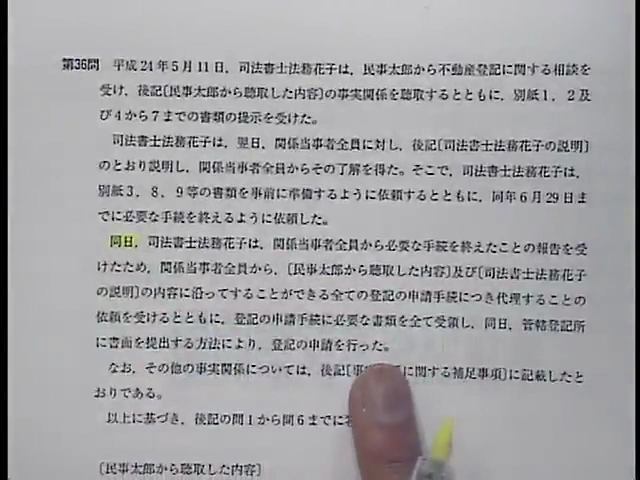 第36問 平成24年5月11日，司法書士法務花子は，民事太郎から不動産登記に関する相談を
受け，後記〔民事太郎から聴取した内容〕の事実関係を聴取するとともに，別紙1，2及
び4から7までの書類の提示を受けた。
司法書士法務花子は，翌日，関係当事者全員に対し，後記〔司法書士法務花子の説明〕
のとおり説明し，関係当事者全員からその了解を得た。そこで，司法書士法務花子は，
別紙3，8，9等の書類を事前に準備するように依頼するとともに，同年6月29日ま
でに必要な手続を終えるように依頼した。
同日，司法書士法務花子は，関係当事者全員から必要な手続を終えたことの報告を受
けたため，関係当事者全員から，〔民事太郎から聴取した内容〕及び〔司法書士法務花子
の説明〕の内容に沿ってすることができる全ての登記の申請手続につき代理することの
依頼を受けるとともに，登記の申請手続に必要な書類を全て受領し，同日，管轄登記所
に書面を提出する方法により，登記の申請を行った。
なお，その他の事実関係については，後記〔事 に関する補足事項〕に記載したと
おりである。
以上に基づき，後記の問1から問6までに
〔民事太郎から聴取した内容〕